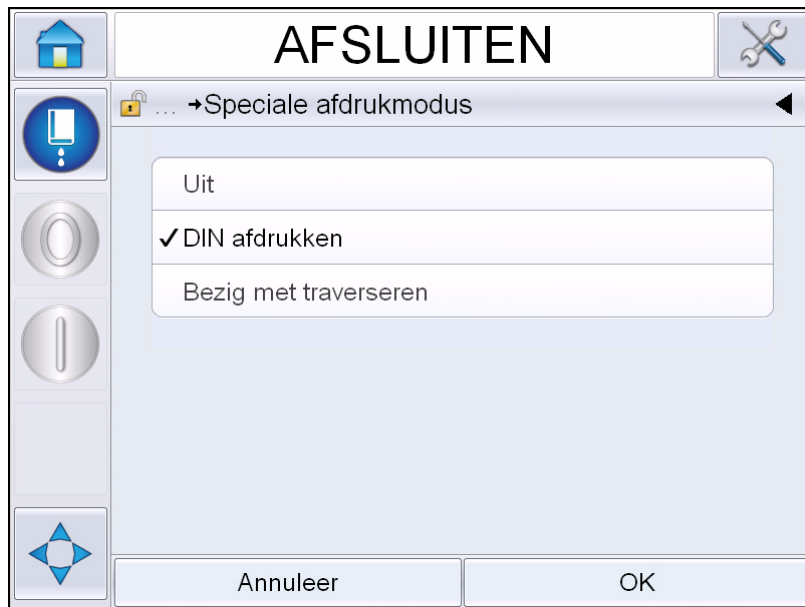 AFSLUITEN
... →Speciale afdrukmodus
Uit
✓DIN afdrukken
Bezig met traverseren
Annuleer
OK